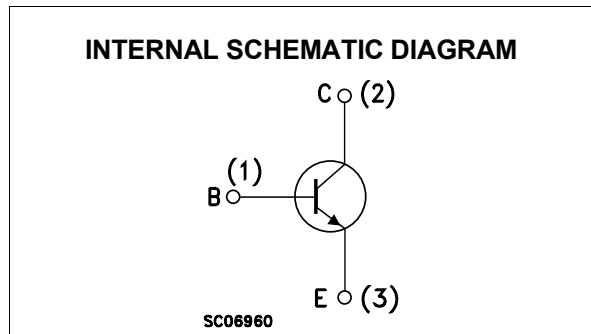 INTERNAL SCHEMATIC DIAGRAM
C (2)
(1)
B
E (3)
SC06960